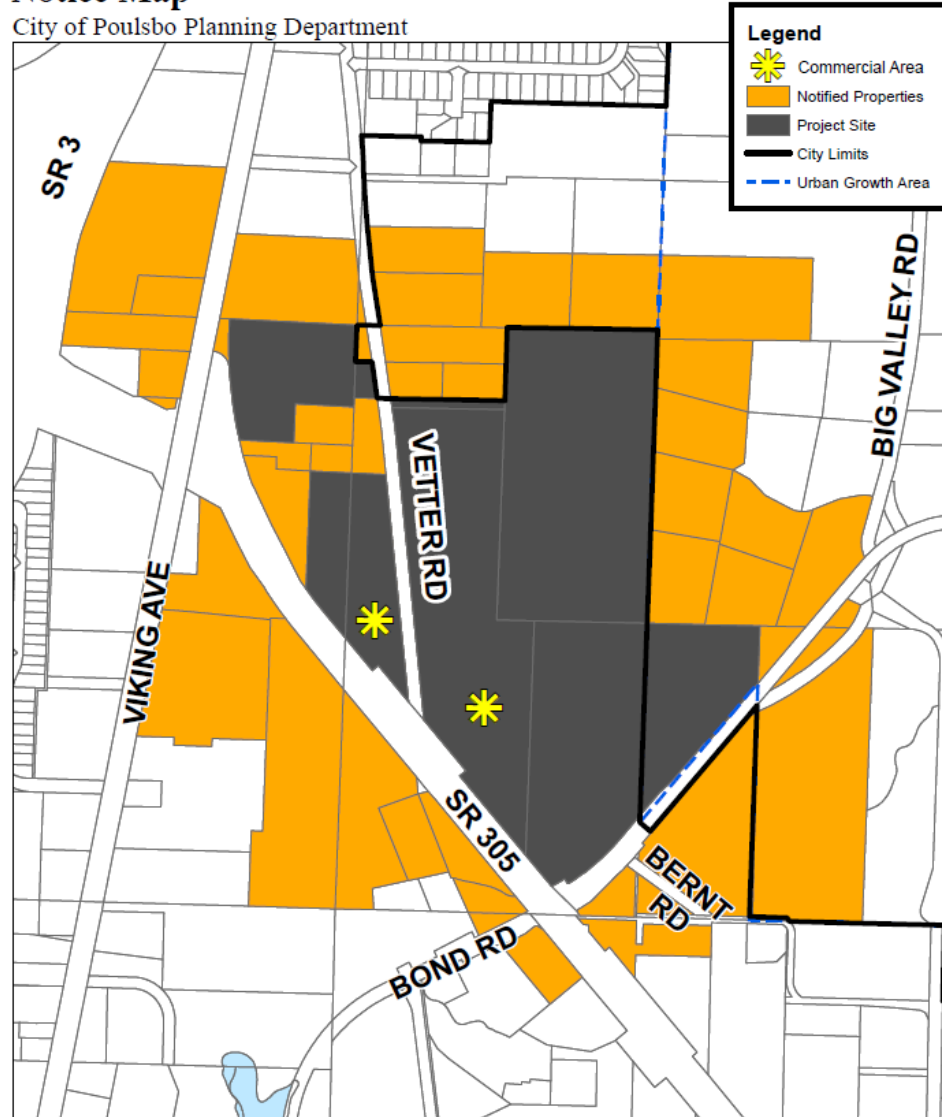 Notice Map
City of Poulsbo Planning Department
Legend
Commercial Area
Notified Properties
Project Site
City Limits
Urban Growth Area
SR 3
BIG VALLEY RD
VETTER RD
VIKING AVE
SR 305
BERNT
RD
BOND RD